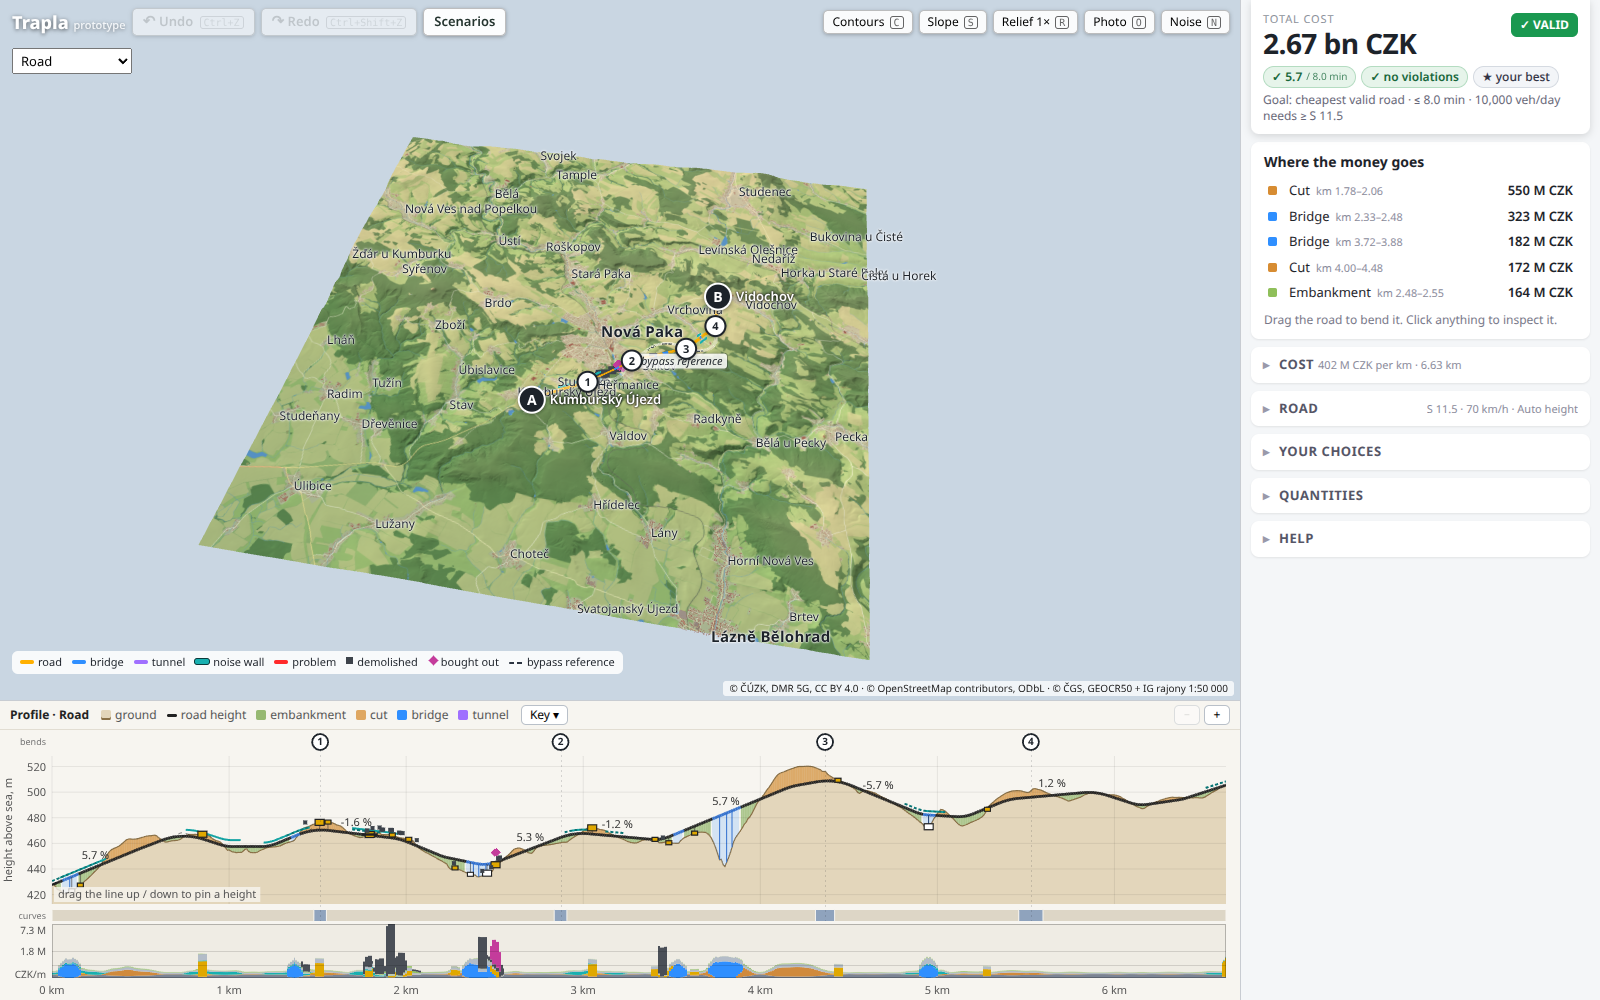 Trapla prototype
↶ Undo Ctrl+Z
↷ Redo Ctrl+Shift+Z
Scenarios
Contours C
Slope S
Relief 1× R
Photo O
Noise N
Road
Svojek
Tample
Bělá
Nová Ves nad Popelkou
Studenec
Ústí
Roškopov
Bukovina u Čisté
Levínská Olešnice
Nedaříž
Žďár u Kumburku
Syřenov
Stará Paka
Horka u Staré Paky
Čistá u Horek
B Vidochov
Vidochov
Brdo
Vrchovina
Zboží
Nová Paka
4
Lháň
3
2
bypass reference
Úbislavice
1
Heřmanice
Tužín
Radim
A Kumburský Újezd
Stav
Studeňany
Dřevěnice
Radkyně
Valdov
Bělá u Pecky
Pecka
Úlibice
Lužany
Hřídelec
Lány
Choteč
Horní Nová Ves
Svatojanský Újezd
Brtev
Lázně Bělohrad
road
bridge
tunnel
noise wall
problem
demolished
bought out
bypass reference
© ČÚZK, DMR 5G, CC BY 4.0 · © OpenStreetMap contributors, ODbL · © ČGS, GEOCR50 + IG rajony 1:50 000
Profile · Road
ground
road height
embankment
cut
bridge
tunnel
Key ▾
−
+
bends
1
2
3
4
height above sea, m
520
500
480
460
440
420
5.7 %
-1.6 %
5.3 %
-1.2 %
5.7 %
-5.7 %
1.2 %
drag the line up / down to pin a height
curves
7.3 M
1.8 M
CZK/m
0 km
1 km
2 km
3 km
4 km
5 km
6 km
TOTAL COST
2.67 bn CZK
✓ VALID
✓ 5.7 / 8.0 min
✓ no violations
★ your best
Goal: cheapest valid road · ≤ 8.0 min · 10,000 veh/day
needs ≥ S 11.5
Where the money goes
Cut km 1.78–2.06 550 M CZK
Bridge km 2.33–2.48 323 M CZK
Bridge km 3.72–3.88 182 M CZK
Cut km 4.00–4.48 172 M CZK
Embankment km 2.48–2.55 164 M CZK
Drag the road to bend it. Click anything to inspect it.
▸ COST 402 M CZK per km · 6.63 km
▸ ROAD S 11.5 · 70 km/h · Auto height
▸ YOUR CHOICES
▸ QUANTITIES
▸ HELP